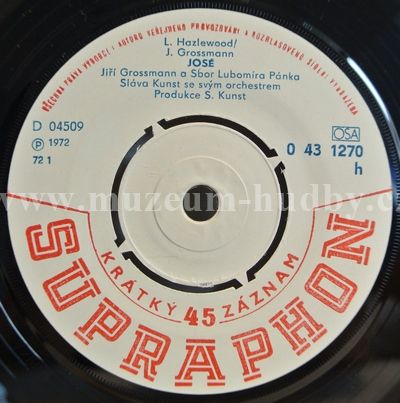 VŠECHNA PRÁVA VÝROBCE I AUTORŮ VEŘEJNÉHO PROVOZOVÁNÍ A ROZHLASOVÉHO ŠÍŘENÍ VYHRAZENA
L. Hazlewood/
J. Grossmann
JOSÉ
Jiří Grossmann a Sbor Lubomíra Pánka
Sláva Kunst se svým orchestrem
Produkce S. Kunst
D 04509
Ⓟ 1972
72 1
OSA
0 43 1270
h
www.muzeum-hudby.cz
KRÁTKÝ 45 ZÁZNAM
SUPRAPHON